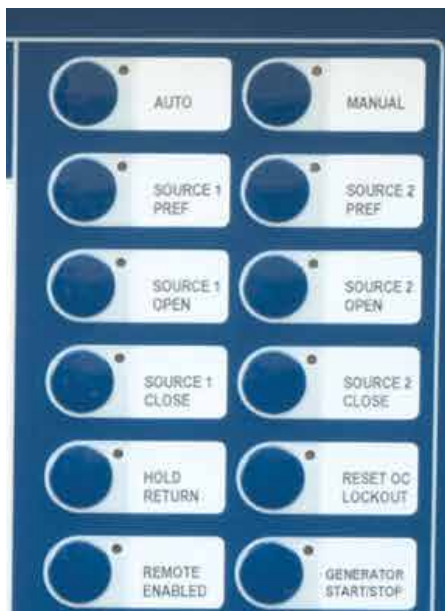 AUTO
MANUAL
SOURCE 1
PREF
SOURCE 2
PREF
SOURCE 1
OPEN
SOURCE 2
OPEN
SOURCE 1
CLOSE
SOURCE 2
CLOSE
HOLD
RETURN
RESET OC
LOCKOUT
REMOTE
ENABLED
GENERATOR
START/STOP